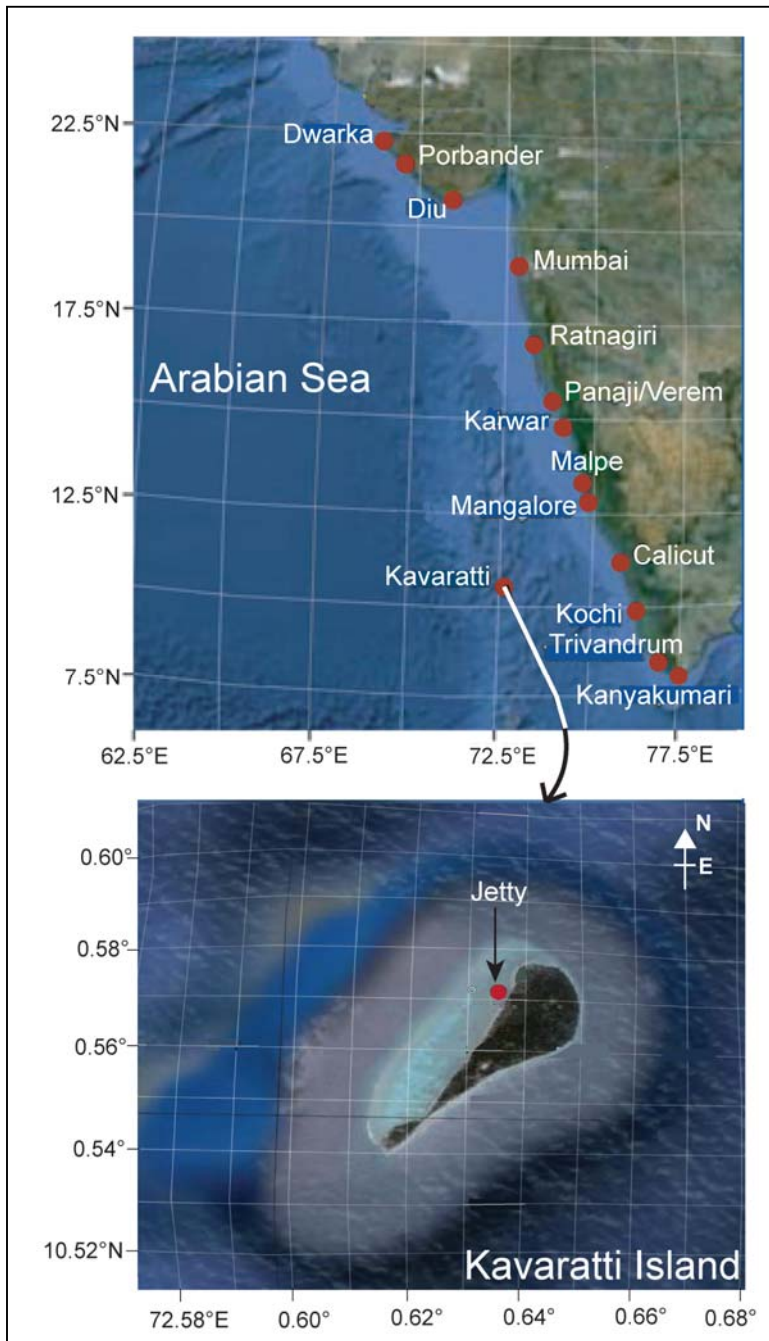 22.5°N
Dwarka
Porbander
Diu
Mumbai
17.5°N
Ratnagiri
Arabian Sea
Panaji/Verem
Karwar
Malpe
12.5°N
Mangalore
Calicut
Kavaratti
Kochi
Trivandrum
7.5°N
Kanyakumari
62.5°E 67.5°E 72.5°E 77.5°E
N
E
0.60°
Jetty
0.58°
0.56°
0.54°
10.52°N
Kavaratti Island
72.58°E 0.60° 0.62° 0.64° 0.66° 0.68°